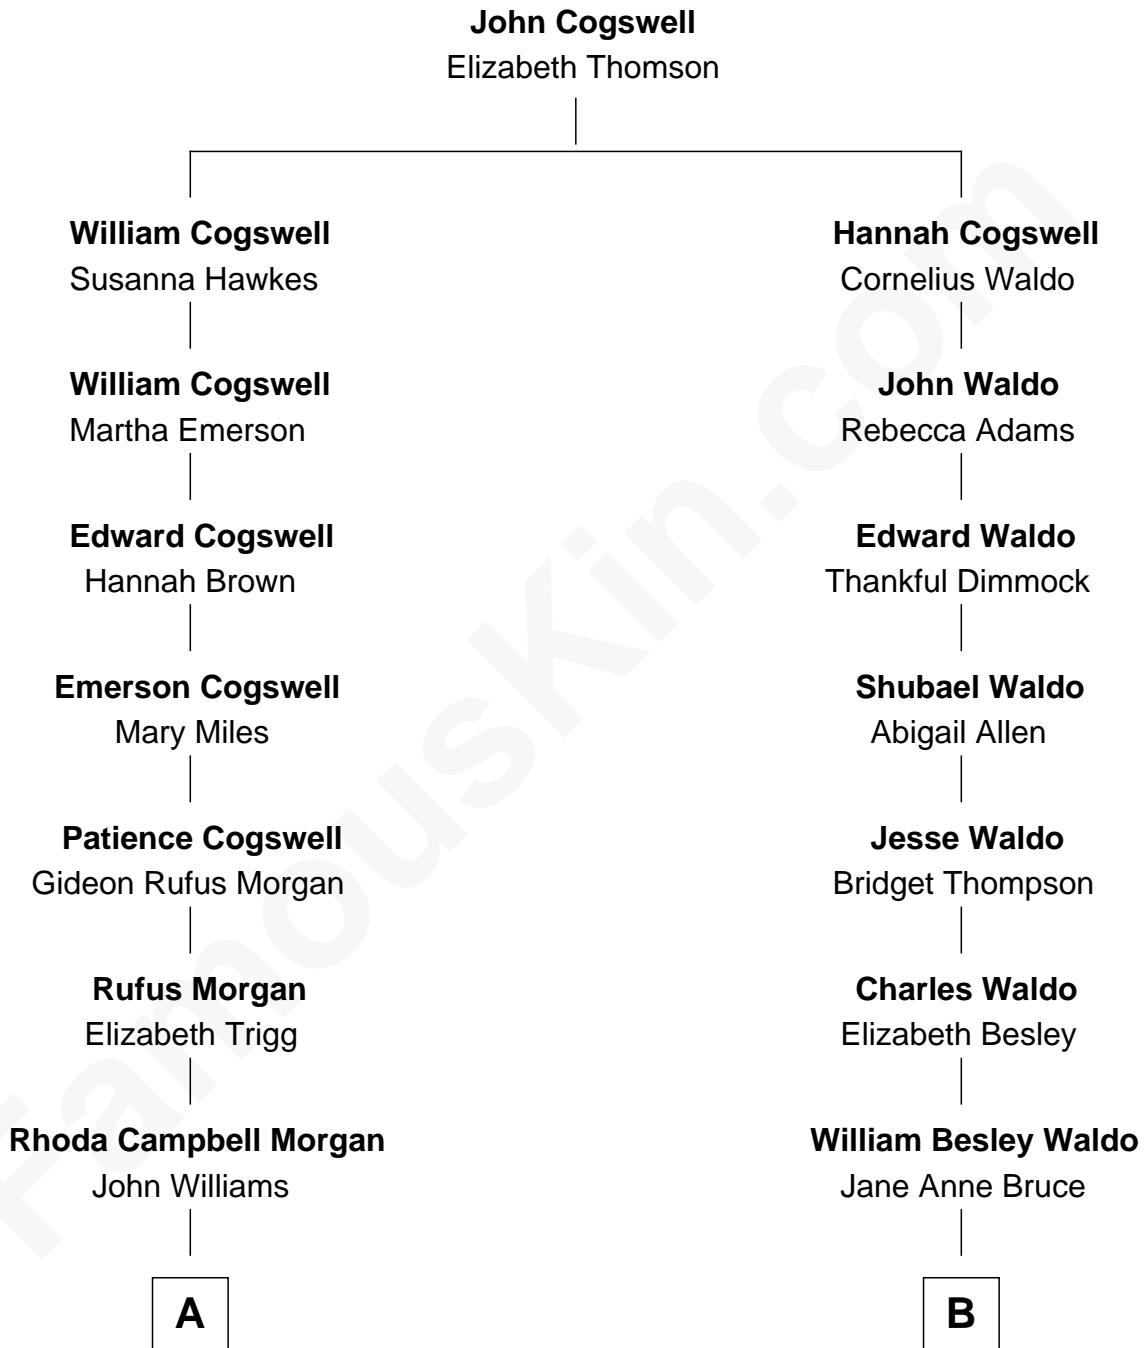 John Cogswell
Elizabeth Thomson
William Cogswell
Susanna Hawkes
Hannah Cogswell
Cornelius Waldo
William Cogswell
Martha Emerson
John Waldo
Rebecca Adams
Edward Cogswell
Hannah Brown
Edward Waldo
Thankful Dimmock
Emerson Cogswell
Mary Miles
Shubael Waldo
Abigail Allen
Patience Cogswell
Gideon Rufus Morgan
Jesse Waldo
Bridget Thompson
Rufus Morgan
Elizabeth Trigg
Charles Waldo
Elizabeth Besley
Rhoda Campbell Morgan
John Williams
William Besley Waldo
Jane Anne Bruce
A
B
FamousKin.com